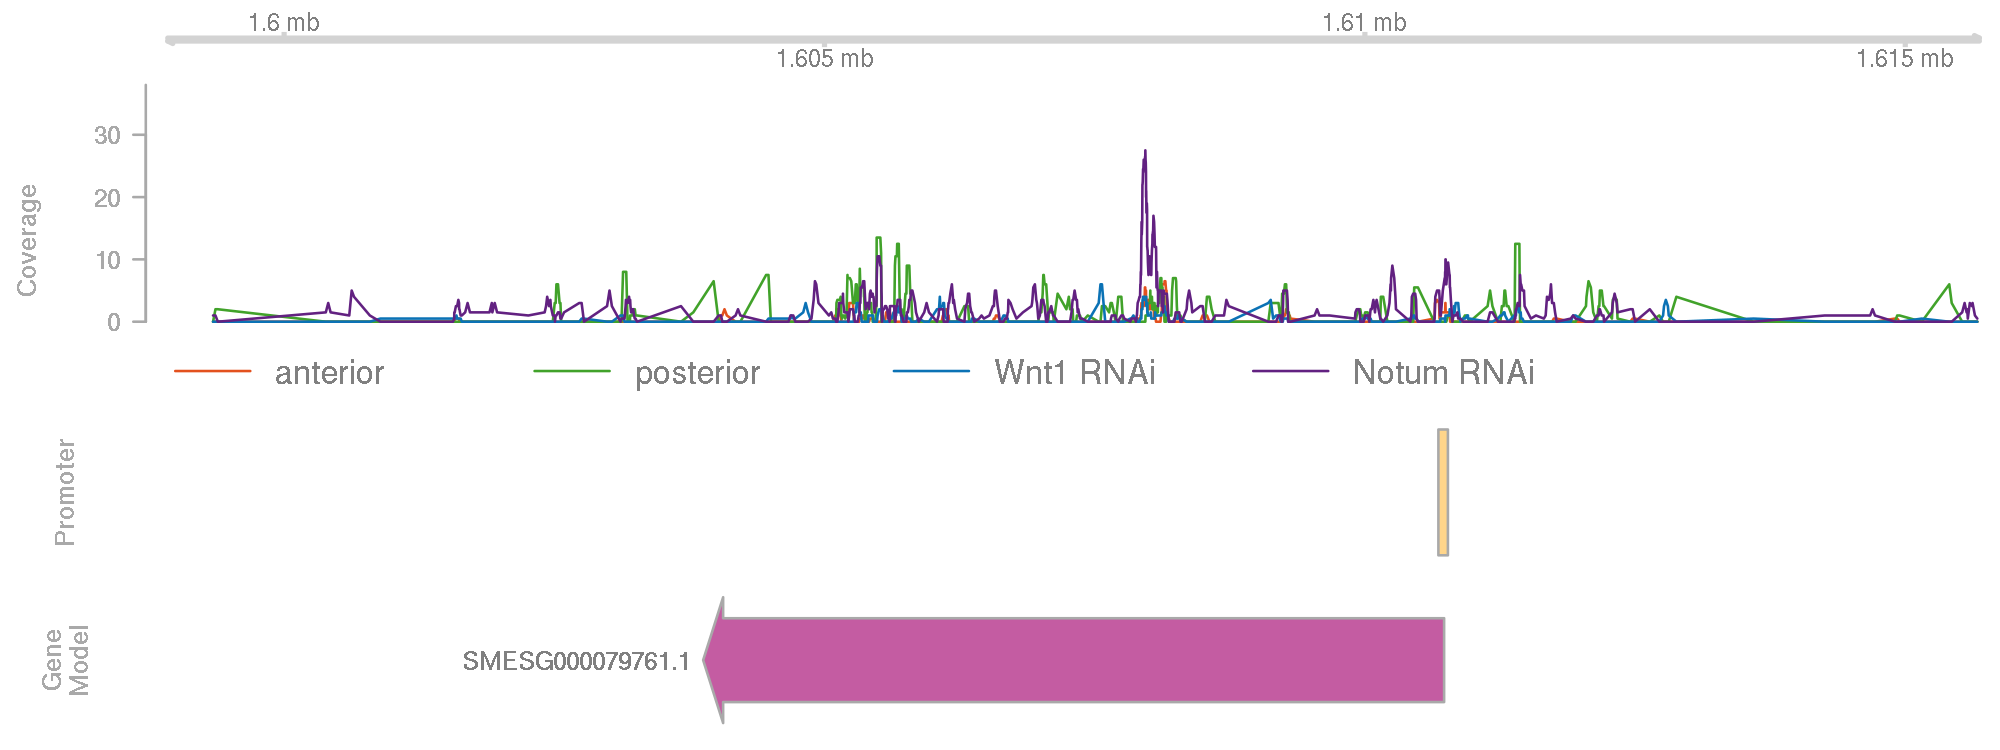 1.6 mb
1.61 mb
1.605 mb
1.615 mb
Coverage
30
20
10
0
anterior
posterior
Wnt1 RNAi
Notum RNAi
Promoter
0
Gene
Model
SMESG000079761.1